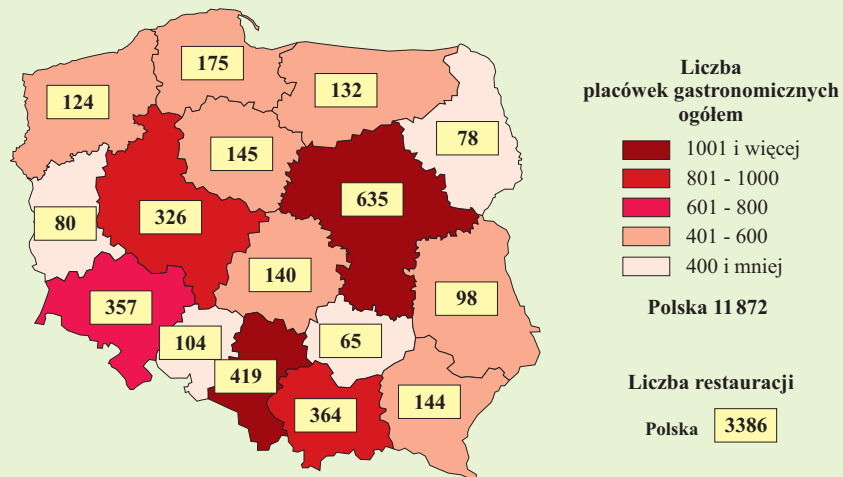 175
124
132
78
145
635
80
326
140
98
357
104
65
419
364
144
Liczba
placówek gastronomicznych
ogółem
1001 i więcej
801 - 1000
601 - 800
401 - 600
400 i mniej
Polska 11 872
Liczba restauracji
Polska 3386